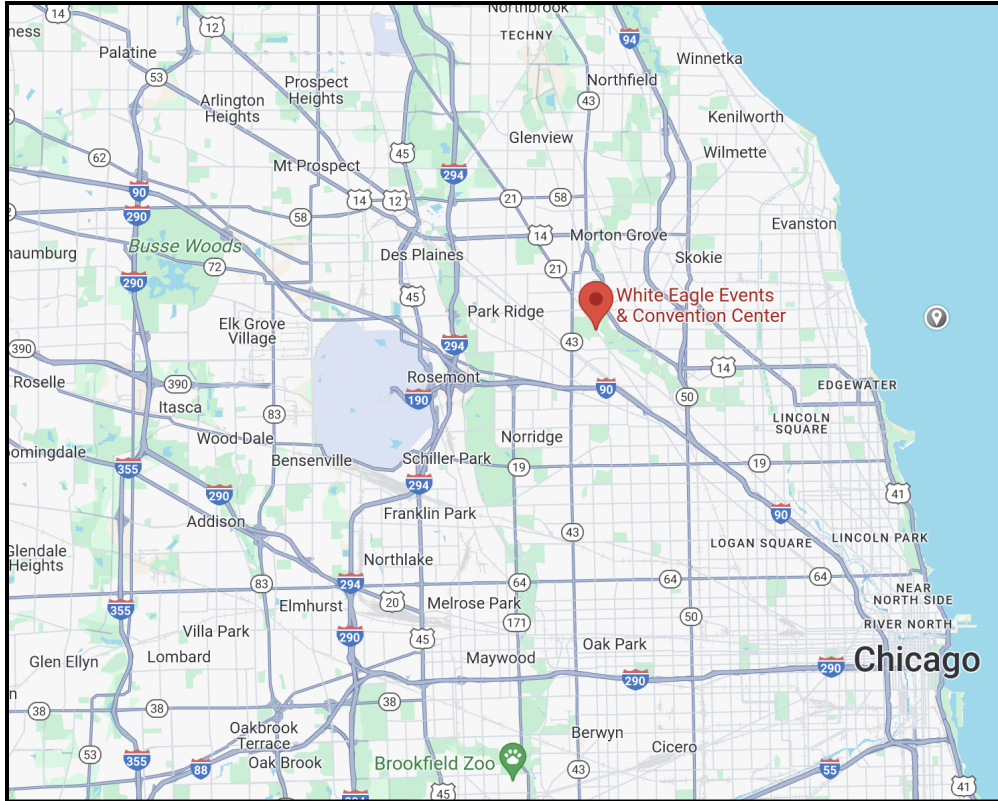 Northbrook
14
12
TECHNY
94
ness
Palatine
Winnetka
53
Prospect
Heights
Northfield
43
Arlington
Heights
Kenilworth
Glenview
45
Wilmette
62
Mt Prospect
294
90
14
12
21
58
290
58
Evanston
14
Morton Grove
Busse Woods
haumburg
Des Plaines
Skokie
72
21
290
45
White Eagle Events
& Convention Center
Park Ridge
Elk Grove
Village
43
294
390
14
Roselle
390
Rosemont
90
EDGEWATER
190
50
Itasca
83
LINCOLN
SQUARE
Wood Dale
Norridge
oomingdale
Bensenville
Schiller Park
355
19
19
294
290
41
Addison
Franklin Park
90
43
LINCOLN PARK
LOGAN SQUARE
Glendale
Heights
Northlake
83
294
64
64
64
NEAR
NORTH SIDE
355
Elmhurst
20
Melrose Park
50
171
RIVER NORTH
Villa Park
290
45
Oak Park
Glen Ellyn
Lombard
Maywood
290
290
Chicago
n
38
38
38
Oakbrook
Terrace
Berwyn
53
Cicero
355
88
Oak Brook
Brookfield Zoo
43
55
45
41
294